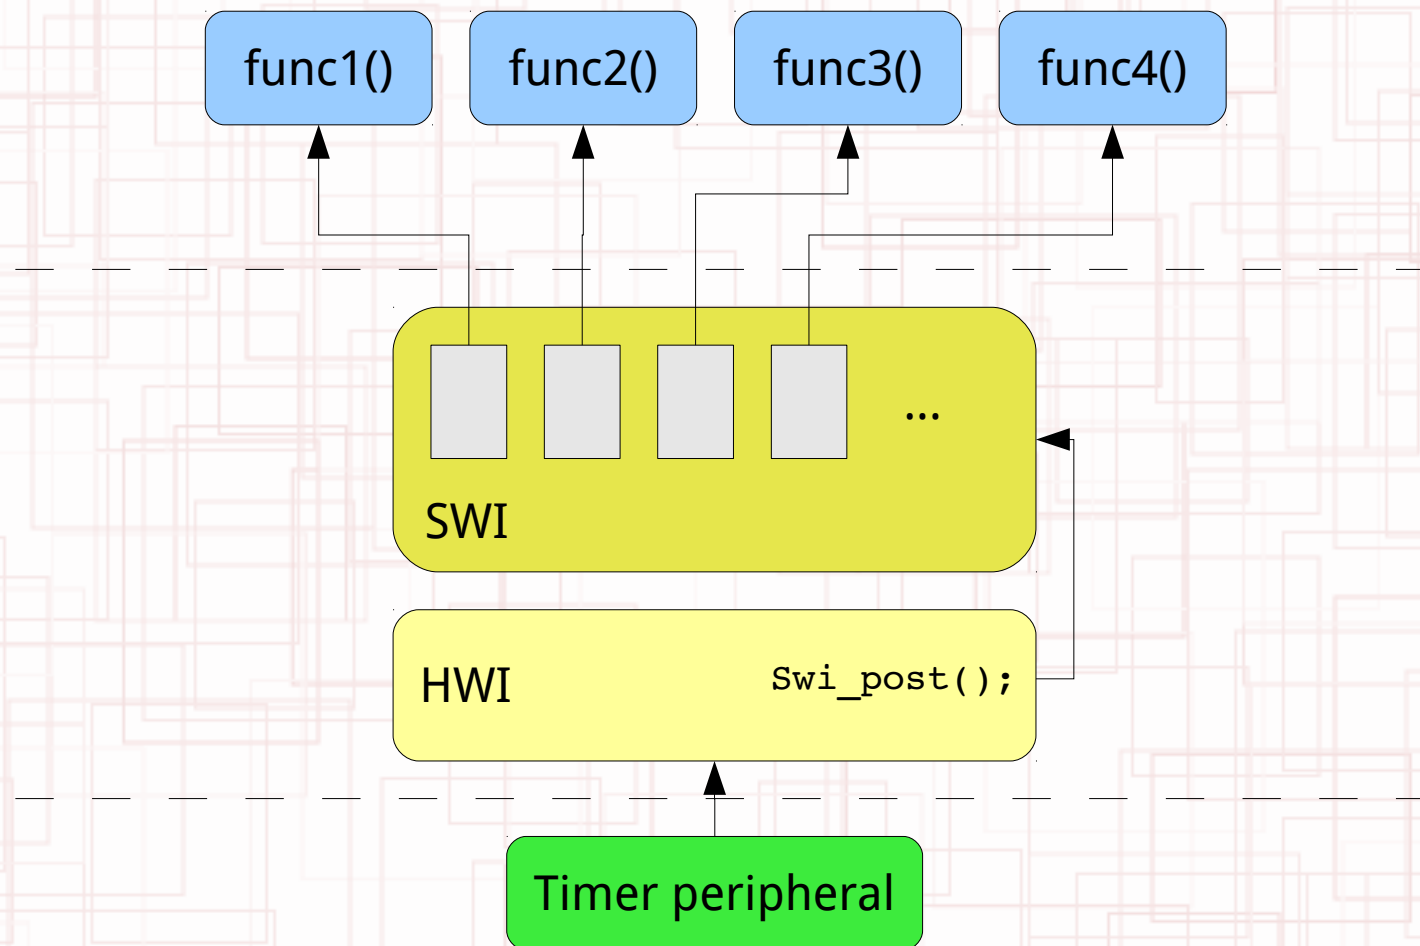 func1()
func2()
func3()
func4()
...
SWI
HWI
Swi_post();
Timer peripheral